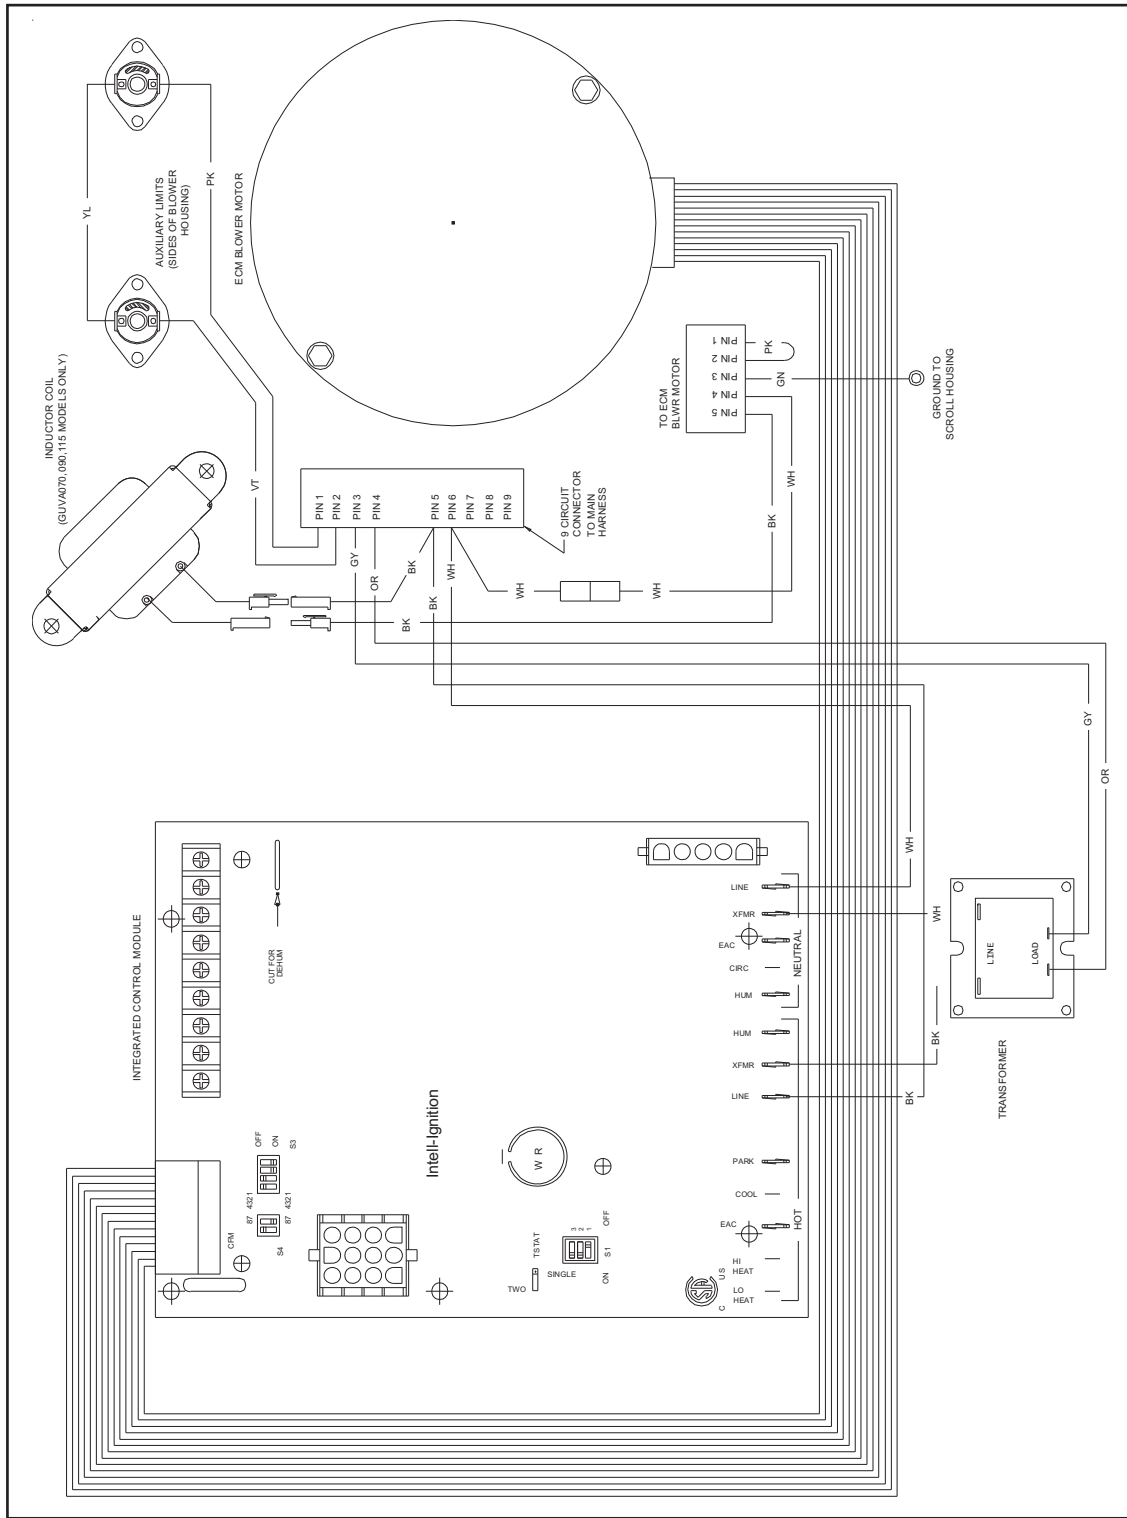 INDUCTOR COIL
(GUVA070,090,115 MODELS ONLY)
AUXILIARY LIMITS
(SIDES OF BLOWER
HOUSING)
YL
PK
VT
ECM BLOWER MOTOR
PIN 1
PIN 2
PIN 3
PIN 4
PIN 5
PIN 6
PIN 7
PIN 8
PIN 9
GY
OR
BK
BK
WH
BK
WH
WH
9 CIRCUIT
CONNECTOR
TO MAIN
HARNESS
TO ECM
BLWR MOTOR
PIN 5
PIN 4
PIN 3
PIN 2
PIN 1
PK
GN
WH
BK
GROUND TO
SCROLL HOUSING
INTEGRATED CONTROL MODULE
CUT FOR
DEHUM
Intell-Ignition
OFF
ON
S3
4321
4321
87
87
S4
CFM
W R
TSTAT
TWO
SINGLE
3
2
1
OFF
ON
S1
C
US
LINE
XFMR
EAC
CIRC
HUM
NEUTRAL
HUM
XFMR
LINE
PARK
COOL
EAC
HI
HEAT
LO
HEAT
HOT
WH
WH
BK
BK
GY
OR
LINE
LOAD
TRANSFORMER